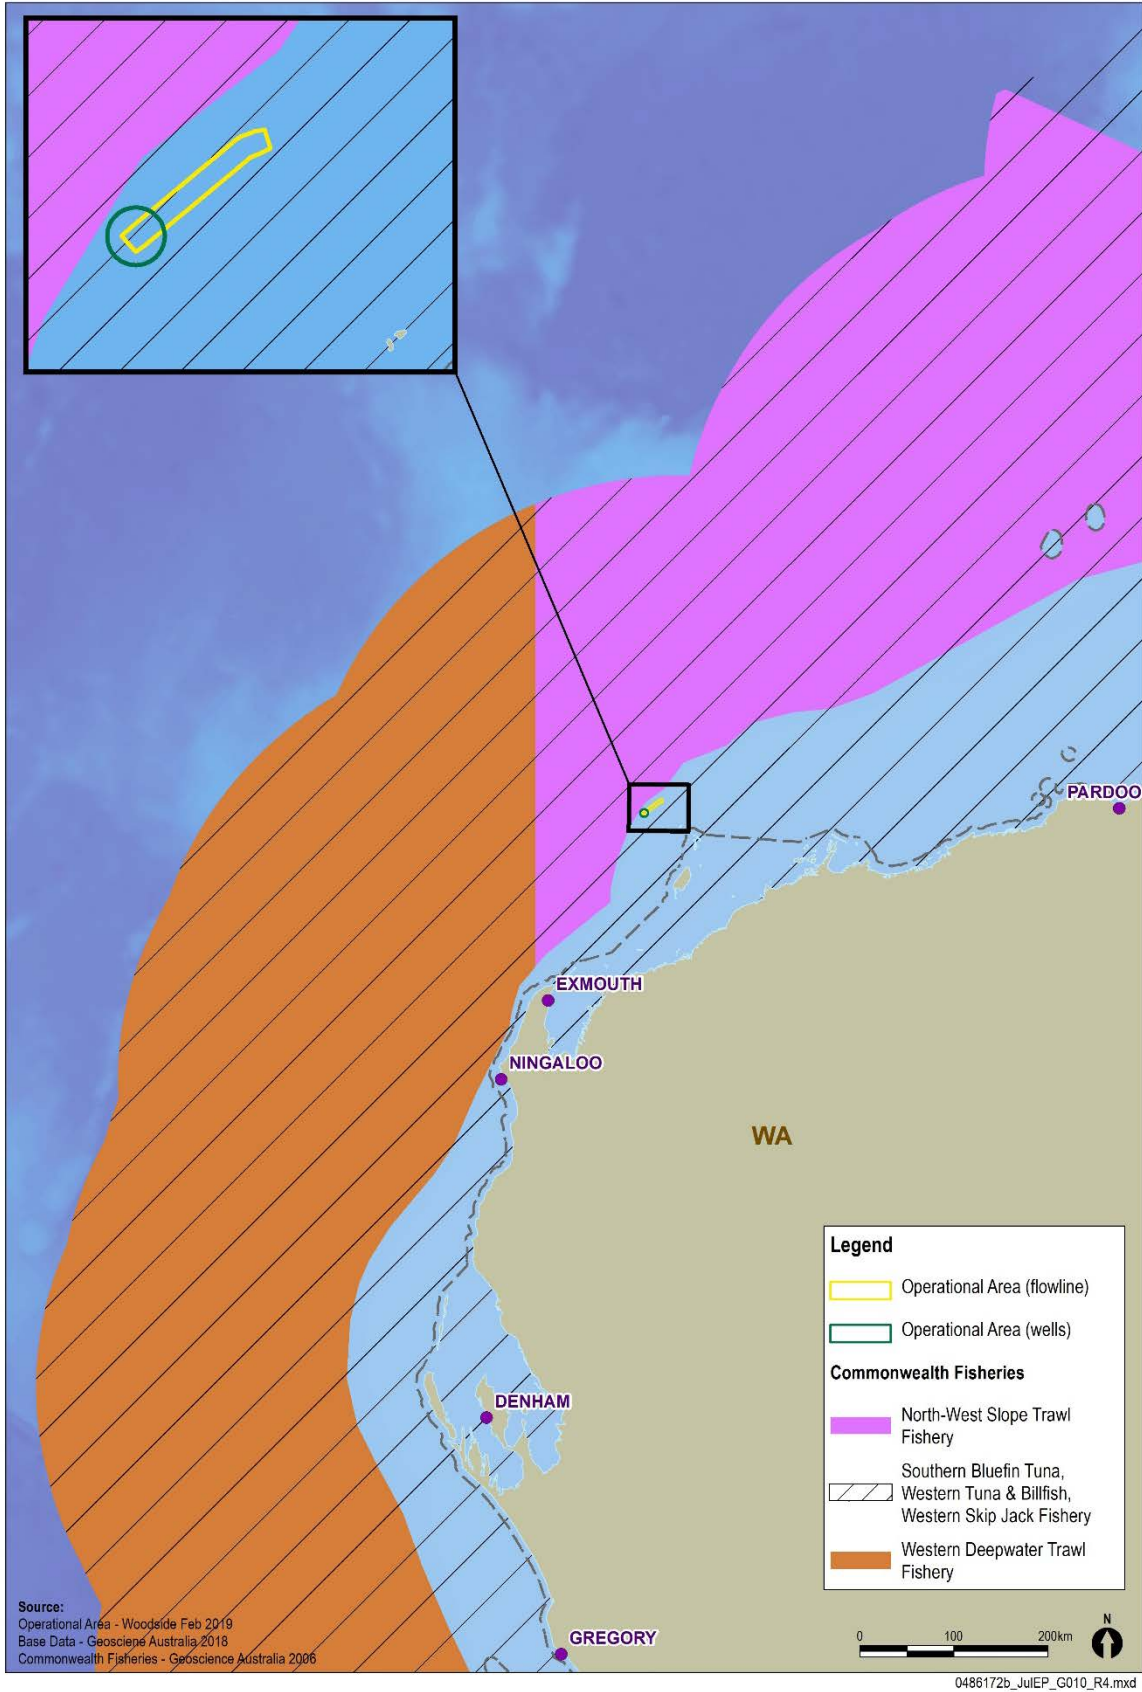 PARDOO
EXMOUTH
NINGALOO
WA
DENHAM
GREGORY
Legend
Operational Area (flowline)
Operational Area (wells)
Commonwealth Fisheries
North-West Slope Trawl
Fishery
Southern Bluefin Tuna,
Western Tuna & Billfish,
Western Skip Jack Fishery
Western Deepwater Trawl
Fishery
Source:
Operational Area - Woodside Feb 2019
Base Data - Geosciene Australia 2018
Commonwealth Fisheries - Geoscience Australia 2006
0 100 200km
N
0486172b_JulEP_G010_R4.mxd